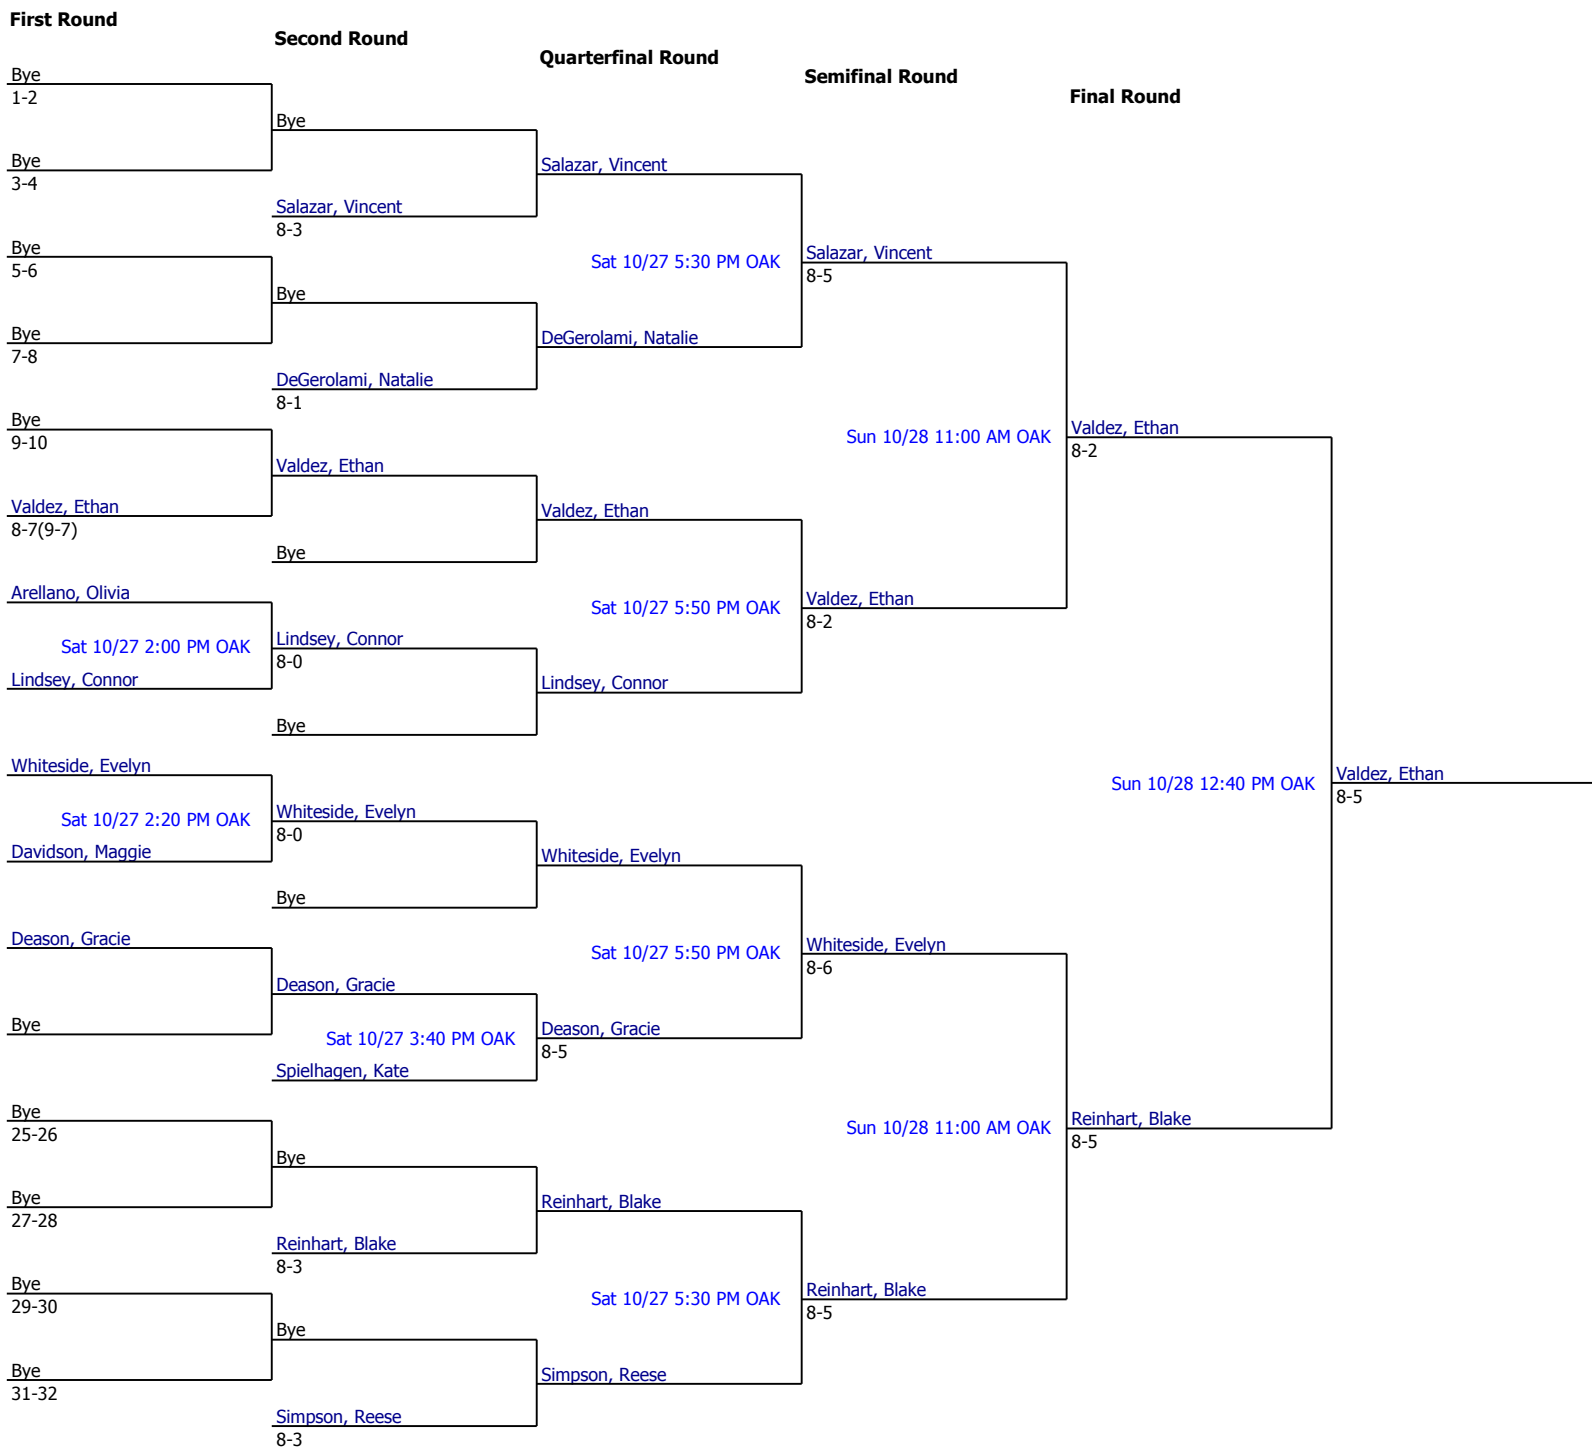 First Round
Second Round
Quarterfinal Round
Semifinal Round
Final Round
Bye
1-2
Bye
3-4
Bye
5-6
Bye
7-8
Bye
9-10
Valdez, Ethan
8-7(9-7)
Arellano, Olivia
Sat 10/27 2:00 PM OAK
Lindsey, Connor
Whiteside, Evelyn
Sat 10/27 2:20 PM OAK
Davidson, Maggie
Deason, Gracie
Bye
Bye
25-26
Bye
27-28
Bye
29-30
Bye
31-32
Bye
Salazar, Vincent
8-3
Bye
DeGerolami, Natalie
8-1
Valdez, Ethan
Bye
Lindsey, Connor
8-0
Bye
Whiteside, Evelyn
8-0
Bye
Deason, Gracie
Sat 10/27 3:40 PM OAK
Spielhagen, Kate
Bye
Reinhart, Blake
8-3
Bye
Simpson, Reese
8-3
Salazar, Vincent
Sat 10/27 5:30 PM OAK
DeGerolami, Natalie
Valdez, Ethan
Sat 10/27 5:50 PM OAK
Lindsey, Connor
Whiteside, Evelyn
Sat 10/27 5:50 PM OAK
Deason, Gracie
8-5
Reinhart, Blake
Sat 10/27 5:30 PM OAK
Simpson, Reese
Salazar, Vincent
8-5
Sun 10/28 11:00 AM OAK
Valdez, Ethan
8-2
Whiteside, Evelyn
8-6
Sun 10/28 11:00 AM OAK
Reinhart, Blake
8-5
Valdez, Ethan
8-2
Sun 10/28 12:40 PM OAK
Reinhart, Blake
8-5
Valdez, Ethan
8-5